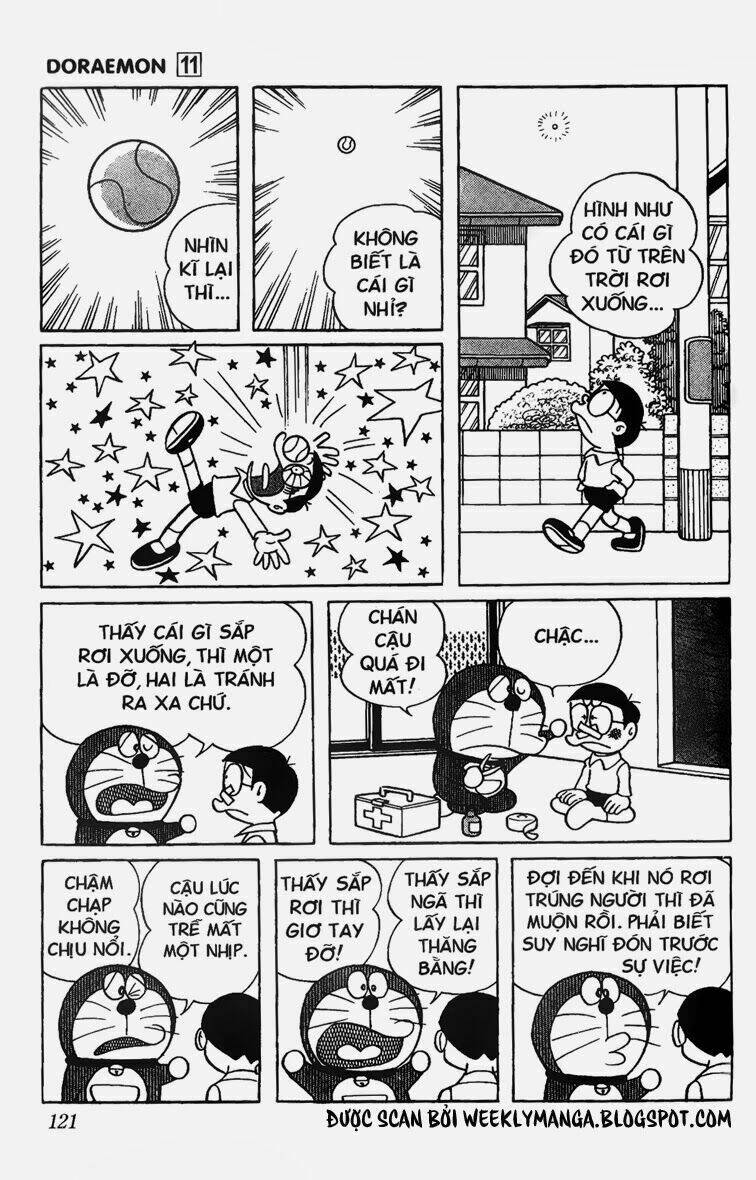 DORAEMON 11
HÌNH NHƯ
CÓ CÁI GÌ
ĐÓ TỪ TRÊN
TRỜI RƠI
XUỐNG...
KHÔNG
BIẾT LÀ
CÁI GÌ
NHỈ?
NHÌN
KĨ LẠI
THÌ...
CHẬC...
CHÁN
CẬU
QUÁ ĐI
MẤT!
THẤY CÁI GÌ SẮP
RƠI XUỐNG, THÌ MỘT
LÀ ĐỠ, HAI LÀ TRÁNH
RA XA CHỨ.
ĐỢI ĐẾN KHI NÓ RƠI
TRÚNG NGƯỜI THÌ ĐÃ
MUỘN RỒI. PHẢI BIẾT
SUY NGHĨ ĐÓN TRƯỚC
SỰ VIỆC!
THẤY SẮP
NGÃ THÌ
LẤY LẠI
THĂNG
BẰNG!
THẤY SẮP
RƠI THÌ
GIƠ TAY
ĐỠ!
CẬU LÚC
NÀO CŨNG
TRỄ MẤT
MỘT NHỊP.
CHẬM
CHẠP
KHÔNG
CHỊU NỔI.
121
ĐƯỢC SCAN BỞI WEEKLYMANGA.BLOGSPOT.COM